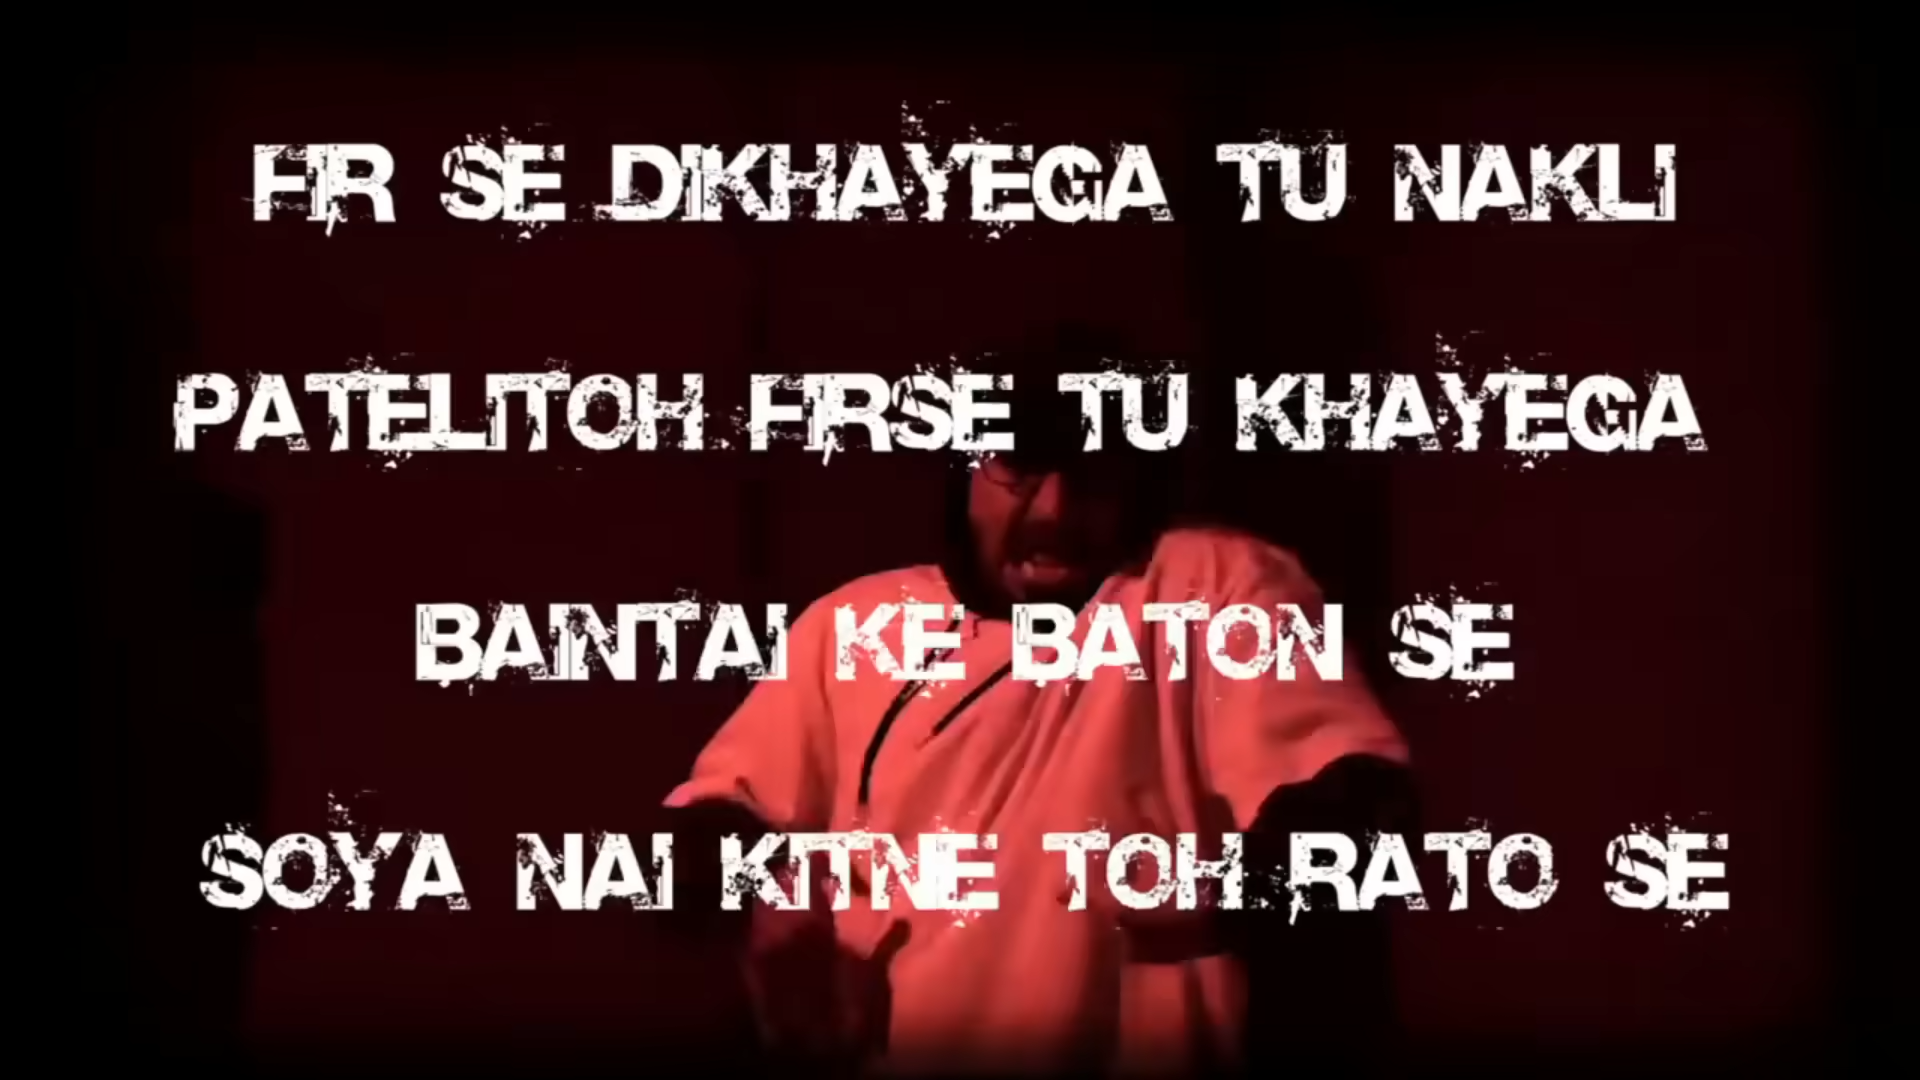 FIR SE DIKHAYEGA TU NAKLI
PATELITOH FIRSE TU KHAYEGA
BAINTAI KE BATON SE
SOYA NAI KITNE TOH RATO SE